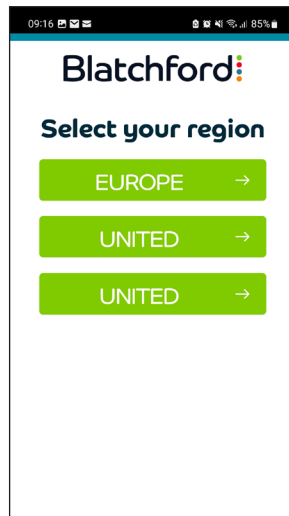 09:16 85%
Blatchford
Select your region
EUROPE →
UNITED →
UNITED →